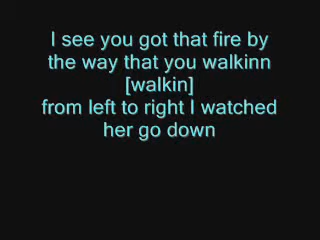 I see you got that fire by
the way that you walkinn
[walkin]
from left to right I watched
her go down